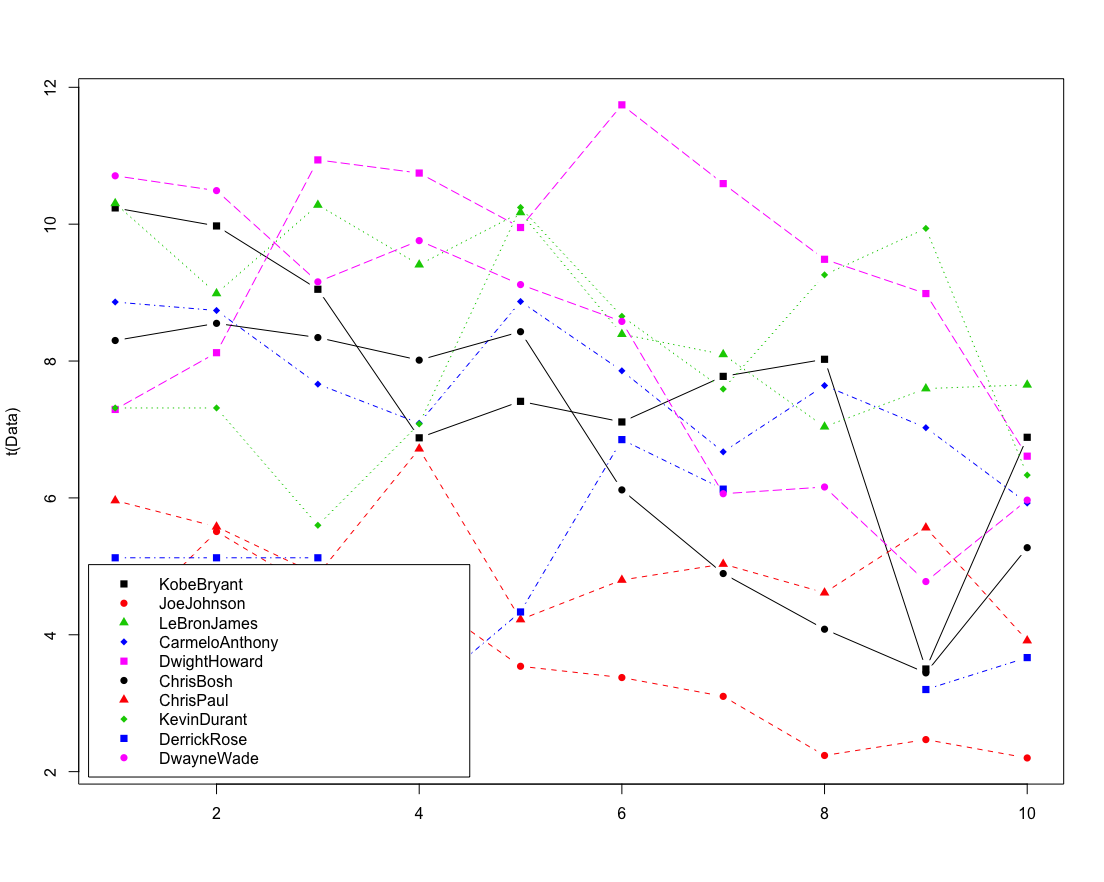 12
10
8
6
4
2
t(Data)
KobeBryant
JoeJohnson
LeBronJames
CarmeloAnthony
DwightHoward
ChrisBosh
ChrisPaul
KevinDurant
DerrickRose
DwayneWade
2 4 6 8 10